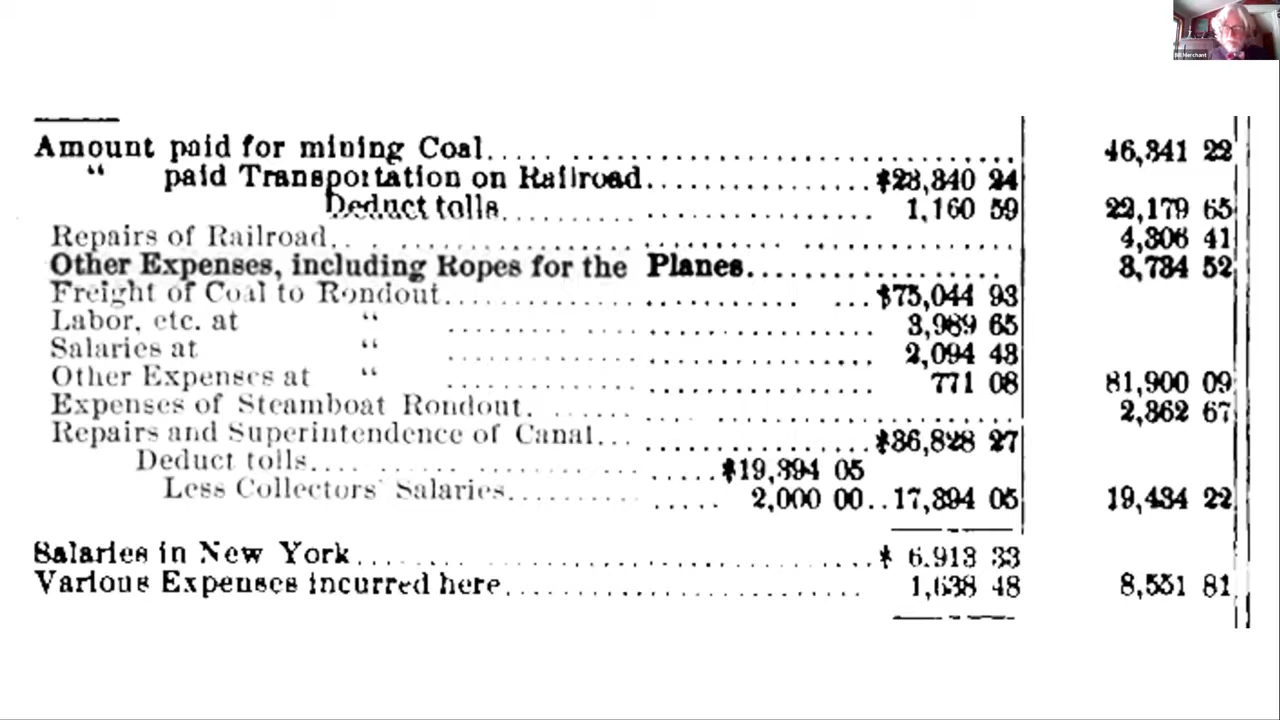 Bill Merchant
Amount paid for mining Coal.................... 46,341 22
“ paid Transportation on Railroad............. $23,340 24
Deduct tolls............... 1,160 59 22,179 65
Repairs of Railroad.................... 4,306 41
Other Expenses, including Ropes for the Planes.................... 3,734 52
Freight of Coal to Rondout.................... $75,044 93
Labor, etc. at “ .................... 3,989 65
Salaries at “ .................... 2,094 43
Other Expenses at “ .................... 771 08 81,900 09
Expenses of Steamboat Rondout.................... 2,362 67
Repairs and Superintendence of Canal.................... $36,828 27
Deduct tolls.................... $19,394 05
Less Collectors' Salaries.................... 2,000 00..17,394 05 19,434 22
Salaries in New York.................... $ 6.913 33
Various Expenses incurred here.................... 1,638 48 8,551 81